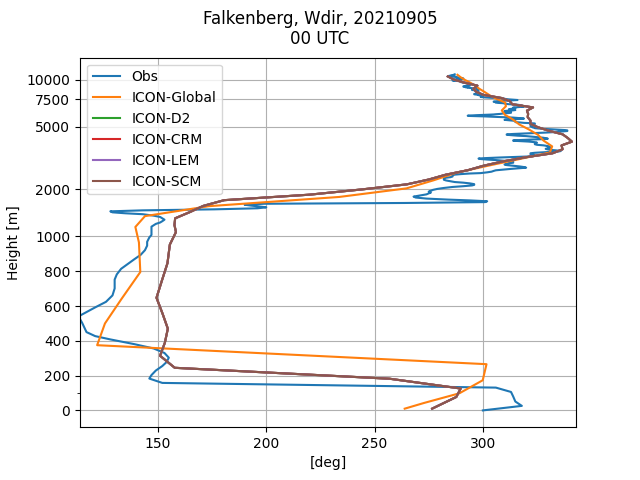 Falkenberg, Wdir, 20210905
00 UTC
Obs
ICON-Global
ICON-D2
ICON-CRM
ICON-LEM
ICON-SCM
10000
7500
5000
2000
1000
800
600
400
200
0
Height [m]
150
200
250
300
[deg]